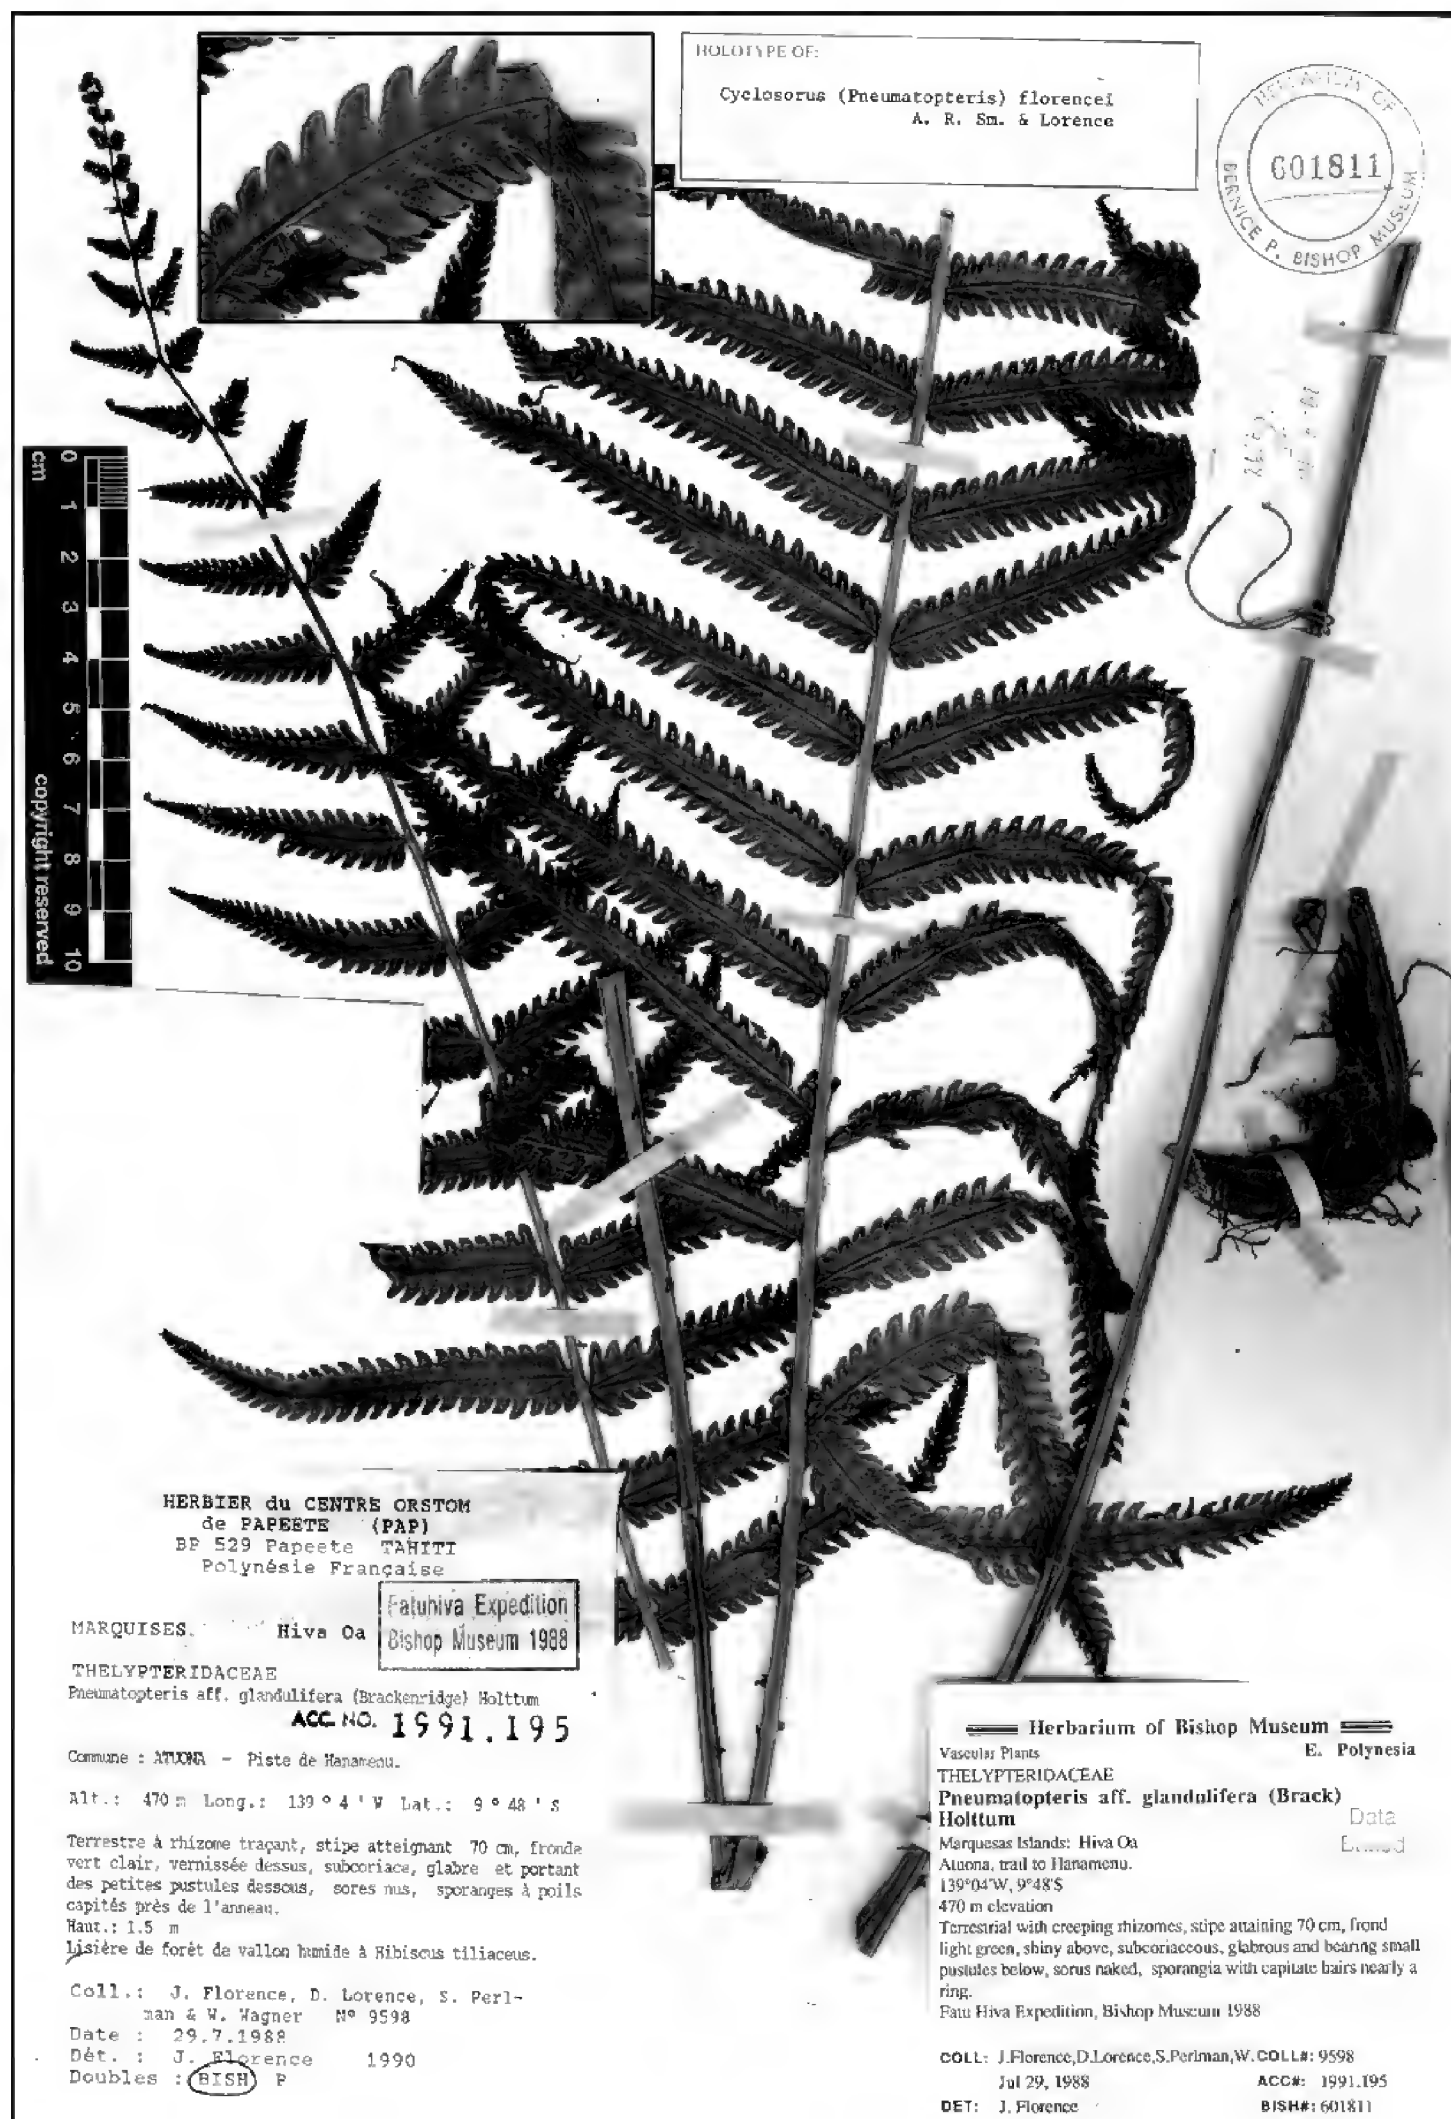 HOLOTYPE OF:
Cyclosorus (Pneumatopteris) florencei
A. R. Sm. & Lorence
HERBARIUM OF
601811
BERNICE P. BISHOP MUSEUM
0
cm
1
2
3
4
5
6
7
8
9
10
copyright reserved
HERBIER du CENTRE ORSTOM
de PAPEETE (PAP)
BP 529 Papeete TAHITI
Polynésie Française
Fatuhiva Expedition
Bishop Museum 1988
MARQUISES. Hiva Oa
THELYPTERIDACEAE
Pneumatopteris aff. glandulifera (Brackenridge) Holttum
ACC. NO. 1991.195
Commune : ATUONA - Piste de Hanamenu.
Alt.: 470 m Long.: 139 ° 4 ' W Lat.: 9 ° 48 ' S
Terrestre à rhizome traçant, stipe atteignant 70 cm, fronde
vert clair, vernissée dessus, subcoriace, glabre et portant
des petites pustules dessous, sores nus, sporanges à poils
capités près de l'anneau.
Haut.: 1.5 m
Lisière de forêt de vallon humide à Hibiscus tiliaceus.
Coll.: J. Florence, D. Lorence, S. Perl-
man & W. Wagner Nº 9598
Date : 29.7.1988
Dét. : J. Florence 1990
Doubles : BISH P
Herbarium of Bishop Museum
Vascular Plants E. Polynesia
THELYPTERIDACEAE
Pneumatopteris aff. glandulifera (Brack)
Holttum
Data
Marquesas Islands: Hiva Oa
Atuona, trail to Hanamenu.
139°04'W, 9°48'S
470 m elevation
Terrestrial with creeping rhizomes, stipe attaining 70 cm, frond
light green, shiny above, subcoriaceous, glabrous and bearing small
pustules below, sorus naked, sporangia with capitate hairs nearly a
ring.
Fatu Hiva Expedition, Bishop Museum 1988
COLL: J.Florence,D.Lorence,S.Perlman,W. COLL#: 9598
Jul 29, 1988 ACC#: 1991.195
DET: J. Florence BISH#: 601811